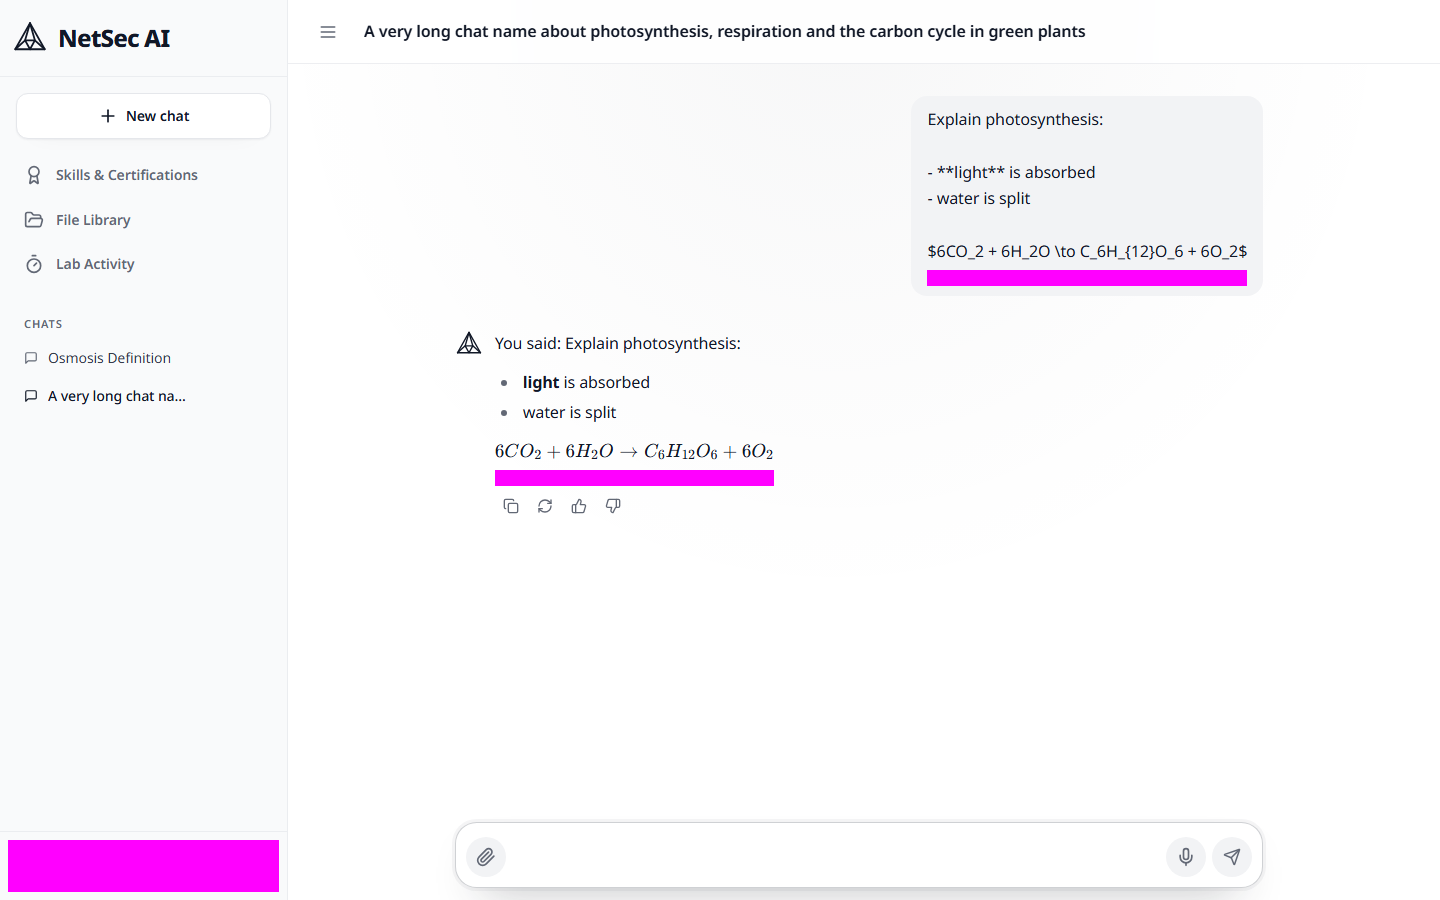 NetSec AI
New chat
Skills & Certifications
File Library
Lab Activity
CHATS
Osmosis Definition
A very long chat na...
A very long chat name about photosynthesis, respiration and the carbon cycle in green plants
Explain photosynthesis:
- **light** is absorbed
- water is split
$6CO_2 + 6H_2O \to C_6H_{12}O_6 + 6O_2$
You said: Explain photosynthesis:
• light is absorbed
• water is split
6CO₂ + 6H₂O → C₆H₁₂O₆ + 6O₂